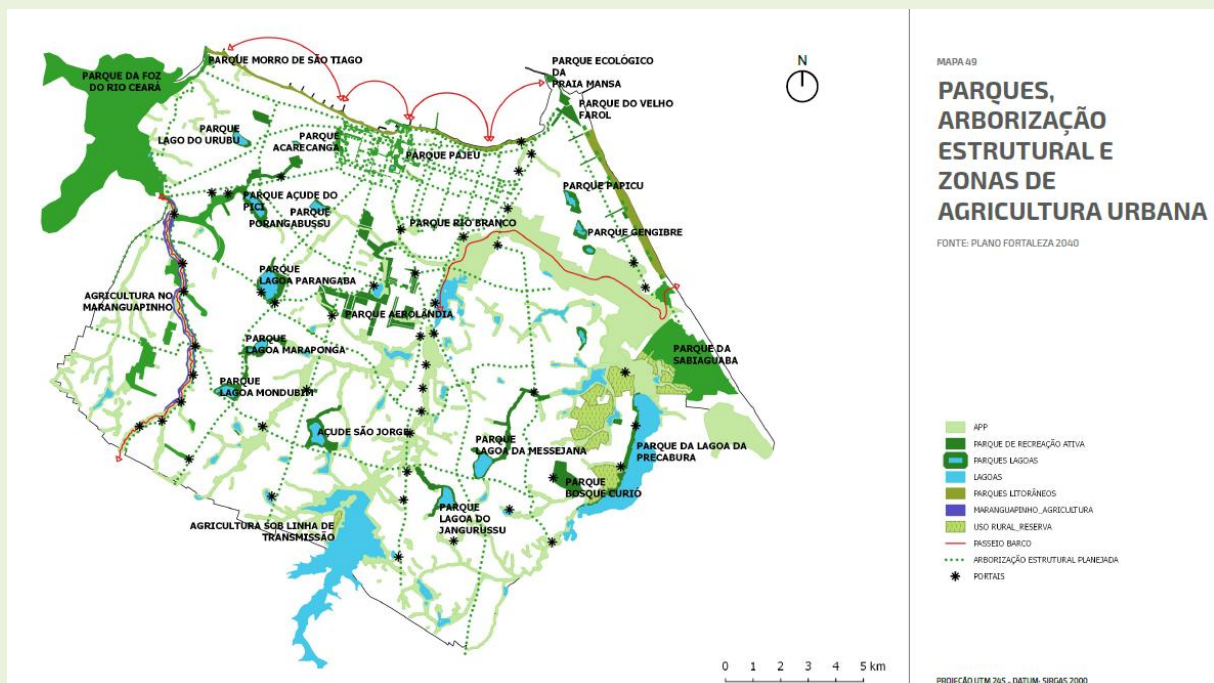 PARQUE MORRO DE SÃO TIAGO
PARQUE DA FOZ
DO RIO CEARÁ
PARQUE ECOLÓGICO
DA
PRAIA MANSA
PARQUE DO VELHO
FAROL
PARQUE
LAGO DO URUBU
PARQUE
ACARECANGA
PARQUE PAJEU
PARQUE PAPICU
PARQUE AÇUDE DO
PICI
PARQUE
PORANGABUSSU
PARQUE RIO BRANCO
PARQUE GENGIBRE
PARQUE
LAGOA PARANGABA
AGRICULTURA NO
MARANGUAPINHO
PARQUE AEROLÂNDIA
PARQUE
LAGOA MARAPONGA
PARQUE DA
SABIAGUABA
PARQUE
LAGOA MONDUBIM
AÇUDE SÃO JORGE
PARQUE
LAGOA DA MESSEJANA
PARQUE DA LAGOA DA
PRECABURA
PARQUE
BOSQUE CURIÓ
PARQUE
LAGOA DO
JANGURUSSU
AGRICULTURA SOB LINHA DE
TRANSMISSÃO
N
0 1 2 3 4 5 km
MAPA 49
PARQUES,
ARBORIZAÇÃO
ESTRUTURAL E
ZONAS DE
AGRICULTURA URBANA
FONTE: PLANO FORTALEZA 2040
APP
PARQUE DE RECREAÇÃO ATIVA
PARQUES LAGOAS
LAGOAS
PARQUES LITORÂNEOS
MARANGUAPINHO_AGRICULTURA
USO RURAL_RESERVA
PASSEIO BARCO
ARBORIZAÇÃO ESTRUTURAL PLANEJADA
PORTAIS
PROJEÇÃO UTM 24S - DATUM: SIRGAS 2000